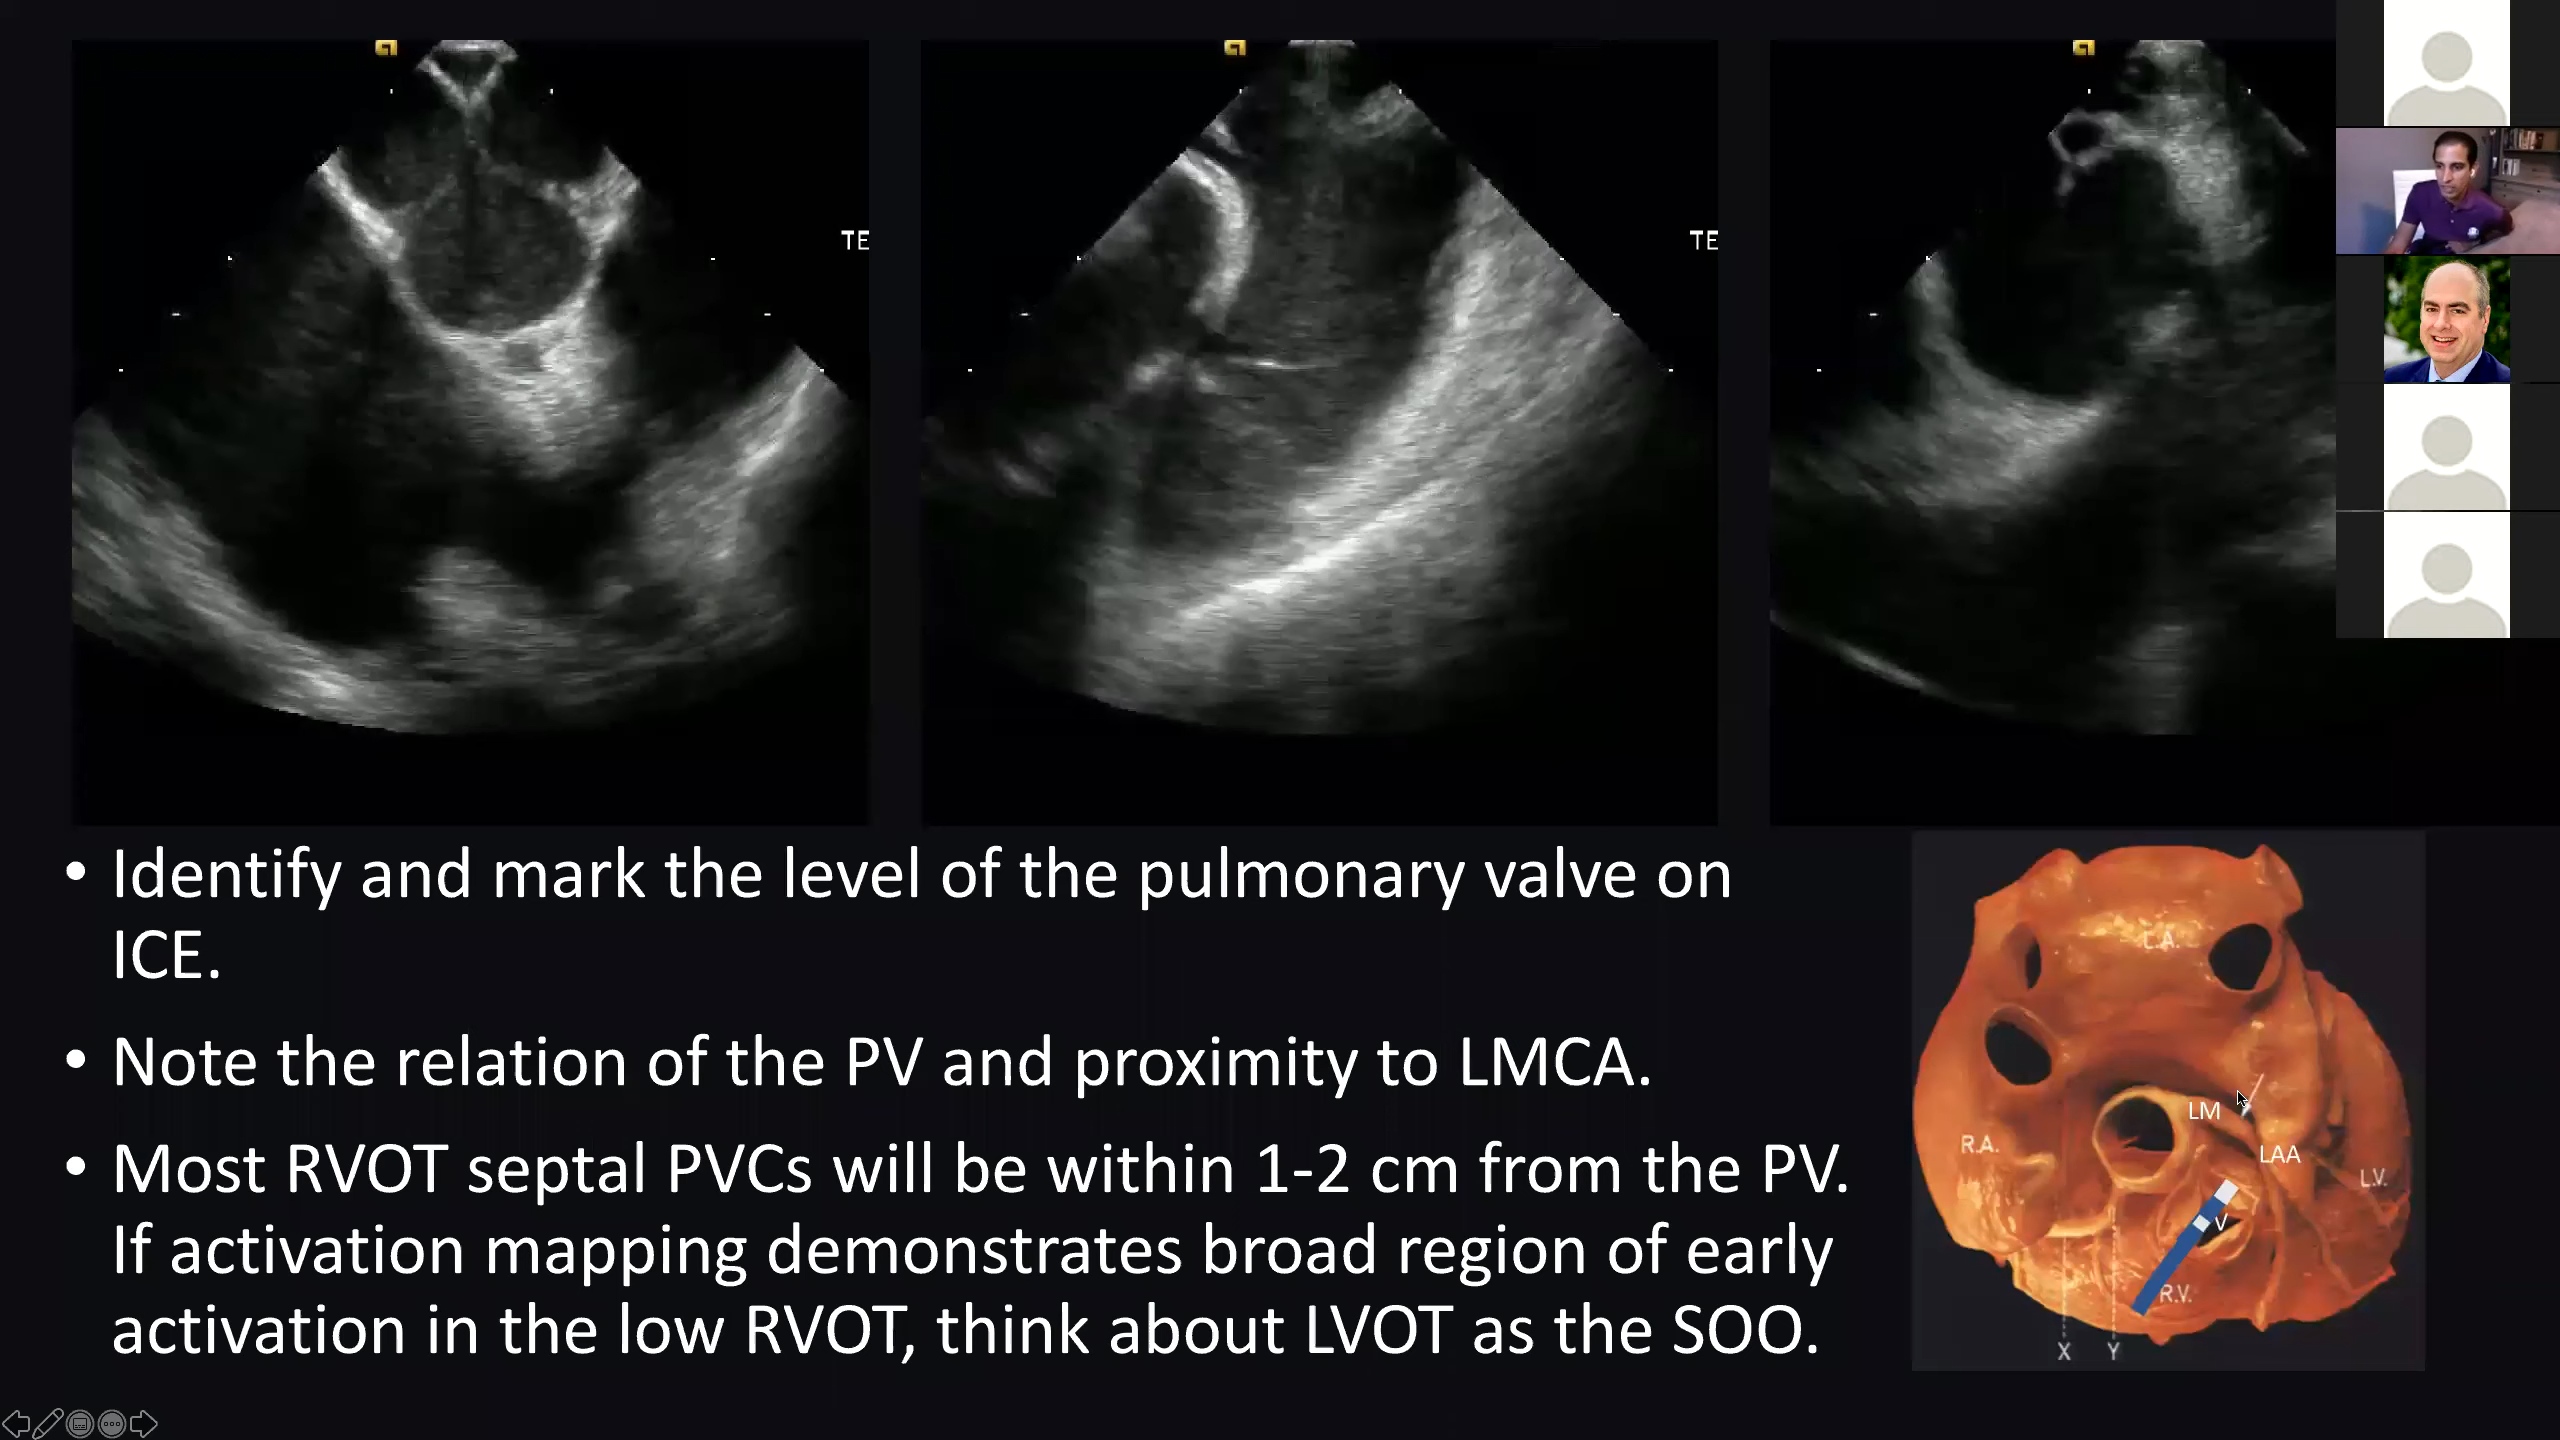 TE
TE
• Identify and mark the level of the pulmonary valve on
ICE.
• Note the relation of the PV and proximity to LMCA.
• Most RVOT septal PVCs will be within 1-2 cm from the PV.
If activation mapping demonstrates broad region of early
activation in the low RVOT, think about LVOT as the SOO.
L.A.
LM
R.A.
LAA
L.V.
V
R.V.
X Y